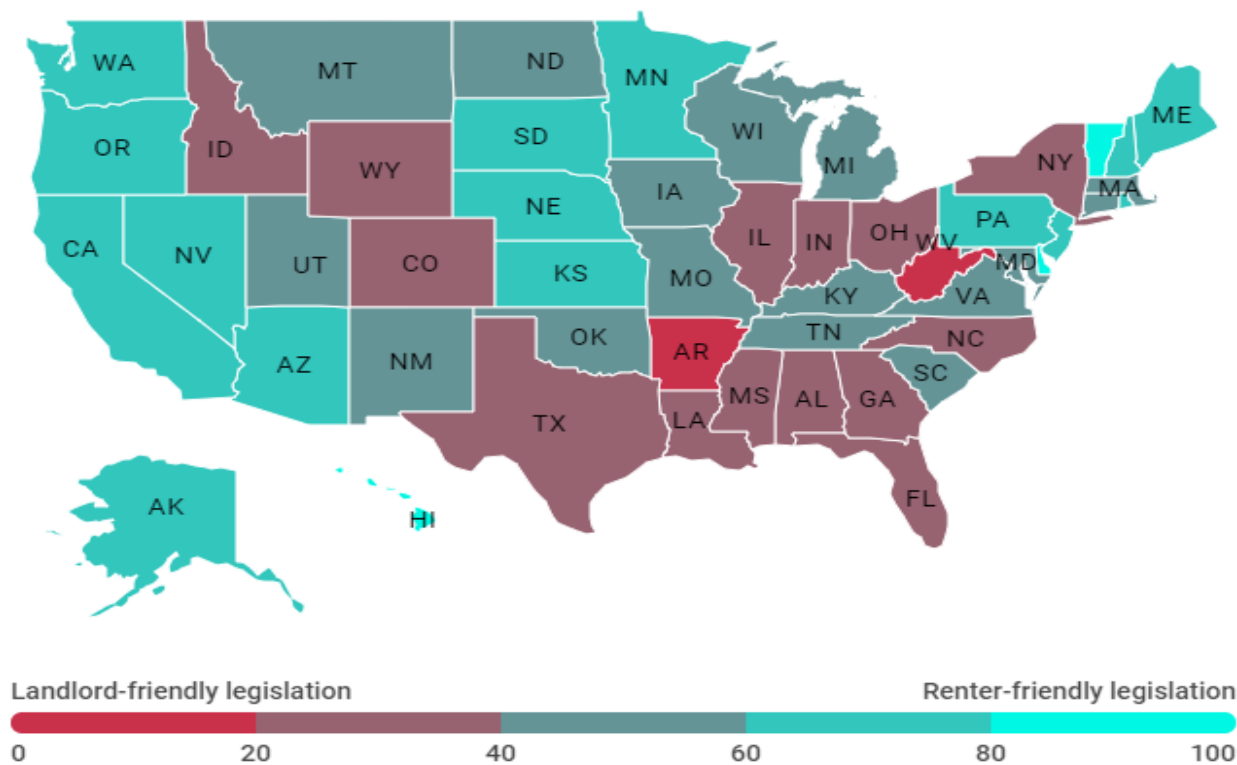 WA
MT
ND
MN
ME
OR
ID
SD
WI
WY
MI
NY
MA
IA
NE
PA
CA
NV
UT
CO
IL
IN
OH
WV
MD
KS
MO
KY
VA
AZ
NM
OK
TN
NC
AR
SC
TX
LA
MS
AL
GA
AK
HI
FL
Landlord-friendly legislation Renter-friendly legislation
0 20 40 60 80 100